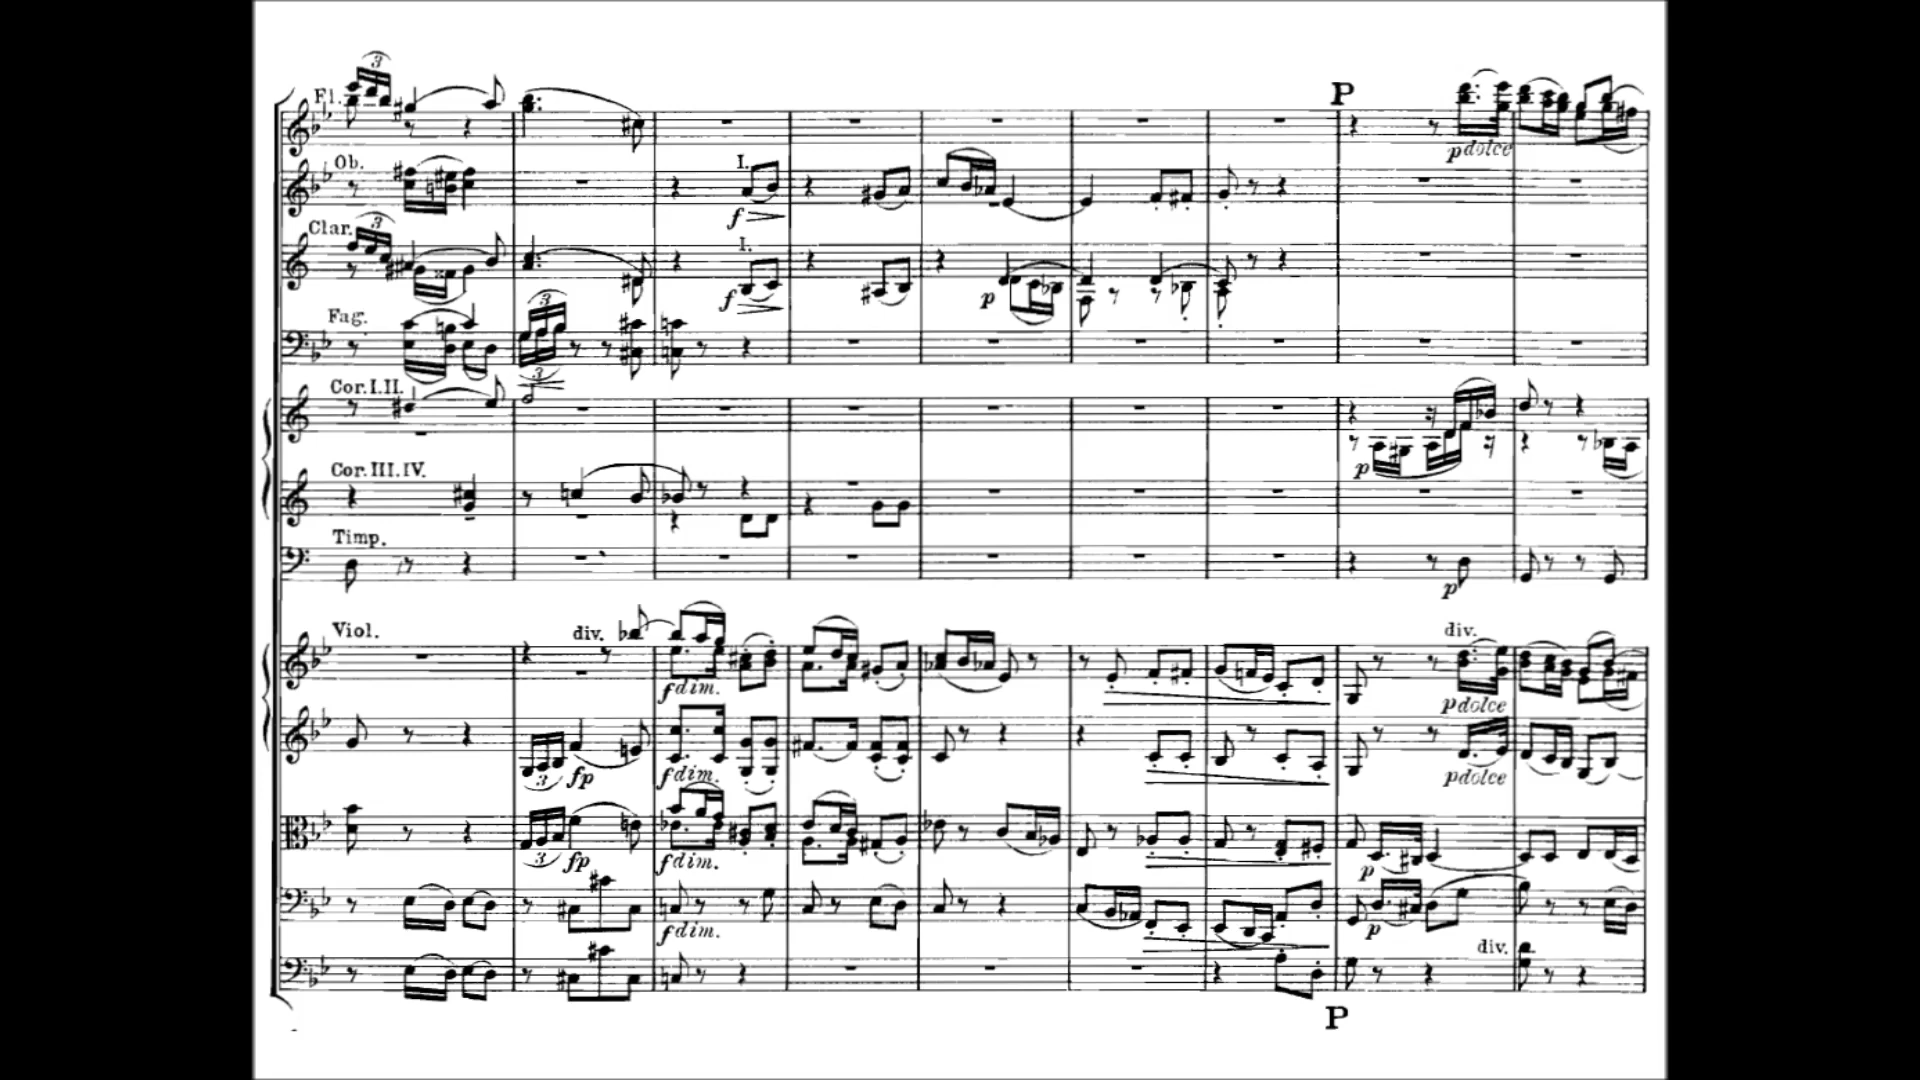 P
3
Fl.
p dolce
Ob.
I.
f
Clar.
3
I.
f
p
Fag.
3
3
Cor. I. II.
p
Cor. III. IV.
Timp.
p
Viol.
div.
div.
f dim.
p dolce
3
fp
f dim.
p dolce
3
fp
f dim.
p
f dim.
p
div.
P